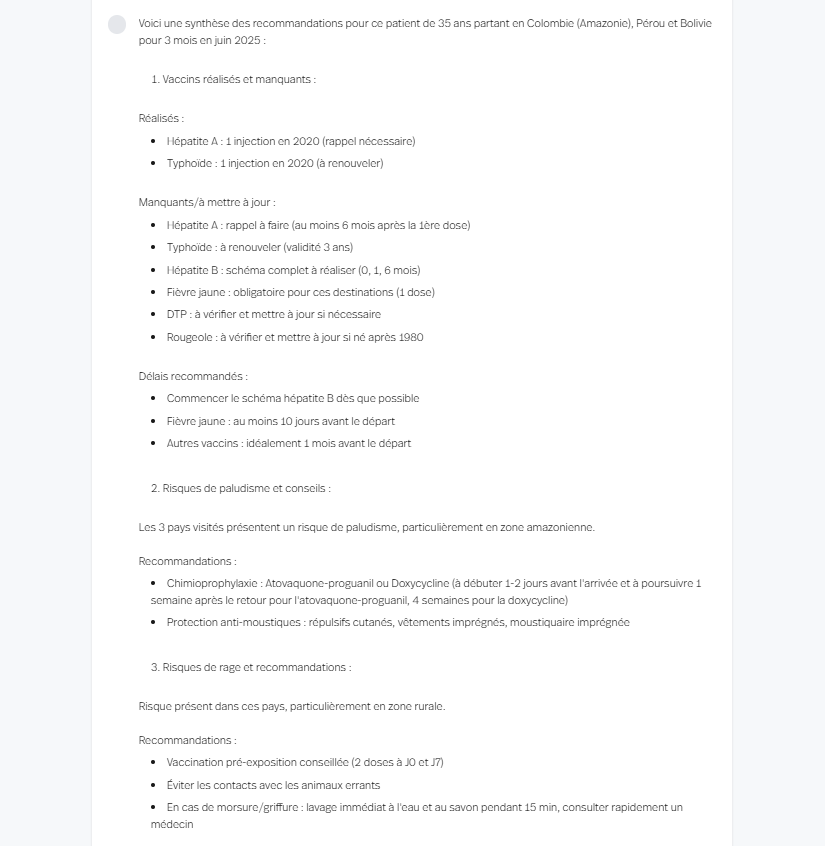 Voici une synthèse des recommandations pour ce patient de 35 ans partant en Colombie (Amazonie), Pérou et Bolivie
pour 3 mois en juin 2025 :
1. Vaccins réalisés et manquants :
Réalisés :
• Hépatite A : 1 injection en 2020 (rappel nécessaire)
• Typhoïde : 1 injection en 2020 (à renouveler)
Manquants/à mettre à jour :
• Hépatite A : rappel à faire (au moins 6 mois après la 1ère dose)
• Typhoïde : à renouveler (validité 3 ans)
• Hépatite B : schéma complet à réaliser (0, 1, 6 mois)
• Fièvre jaune : obligatoire pour ces destinations (1 dose)
• DTP : à vérifier et mettre à jour si nécessaire
• Rougeole : à vérifier et mettre à jour si né après 1980
Délais recommandés :
• Commencer le schéma hépatite B dès que possible
• Fièvre jaune : au moins 10 jours avant le départ
• Autres vaccins : idéalement 1 mois avant le départ
2. Risques de paludisme et conseils :
Les 3 pays visités présentent un risque de paludisme, particulièrement en zone amazonienne.
Recommandations :
• Chimioprophylaxie : Atovaquone-proguanil ou Doxycycline (à débuter 1-2 jours avant l'arrivée et à poursuivre 1
semaine après le retour pour l'atovaquone-proguanil, 4 semaines pour la doxycycline)
• Protection anti-moustiques : répulsifs cutanés, vêtements imprégnés, moustiquaire imprégnée
3. Risques de rage et recommandations :
Risque présent dans ces pays, particulièrement en zone rurale.
Recommandations :
• Vaccination pré-exposition conseillée (2 doses à J0 et J7)
• Éviter les contacts avec les animaux errants
• En cas de morsure/griffure : lavage immédiat à l'eau et au savon pendant 15 min, consulter rapidement un
médecin